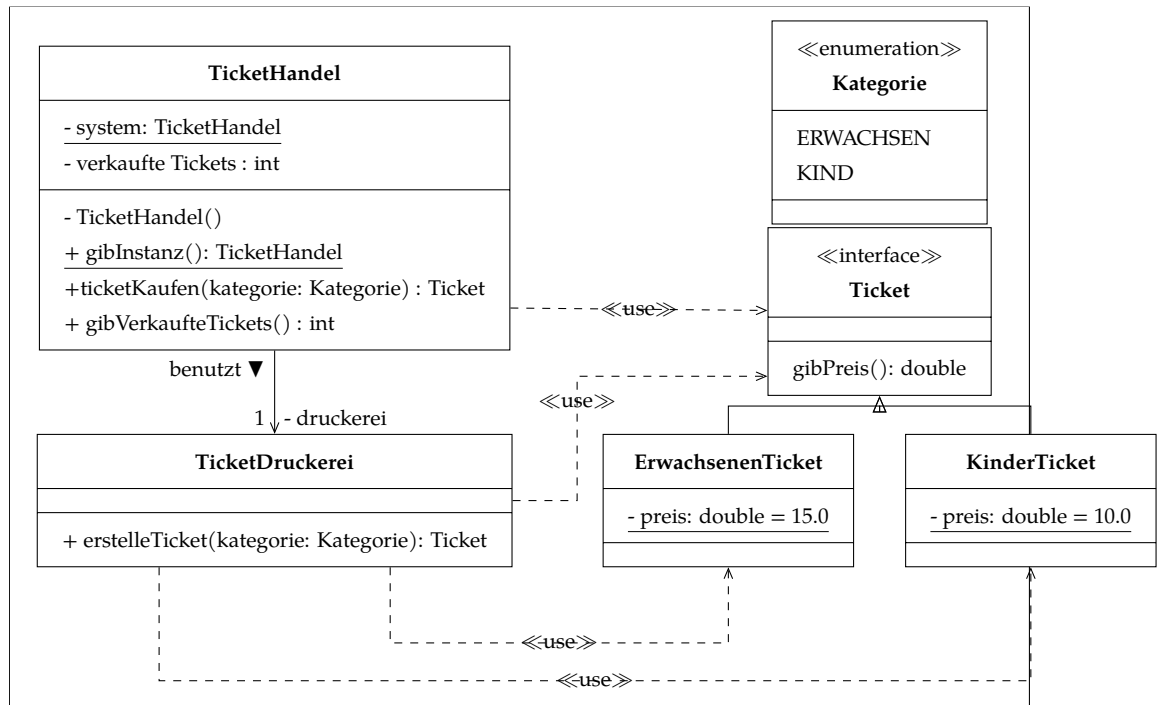 TicketHandel
- system: TicketHandel
- verkaufte Tickets : int
- TicketHandel()
+ gibInstanz(): TicketHandel
+ticketKaufen(kategorie: Kategorie) : Ticket
+ gibVerkaufteTickets() : int
≪enumeration≫
Kategorie
ERWACHSEN
KIND
≪interface≫
Ticket
gibPreis(): double
≪use≫
benutzt ▼
1
- druckerei
≪use≫
TicketDruckerei
+ erstelleTicket(kategorie: Kategorie): Ticket
ErwachsenenTicket
- preis: double = 15.0
KinderTicket
- preis: double = 10.0
≪use≫
≪use≫